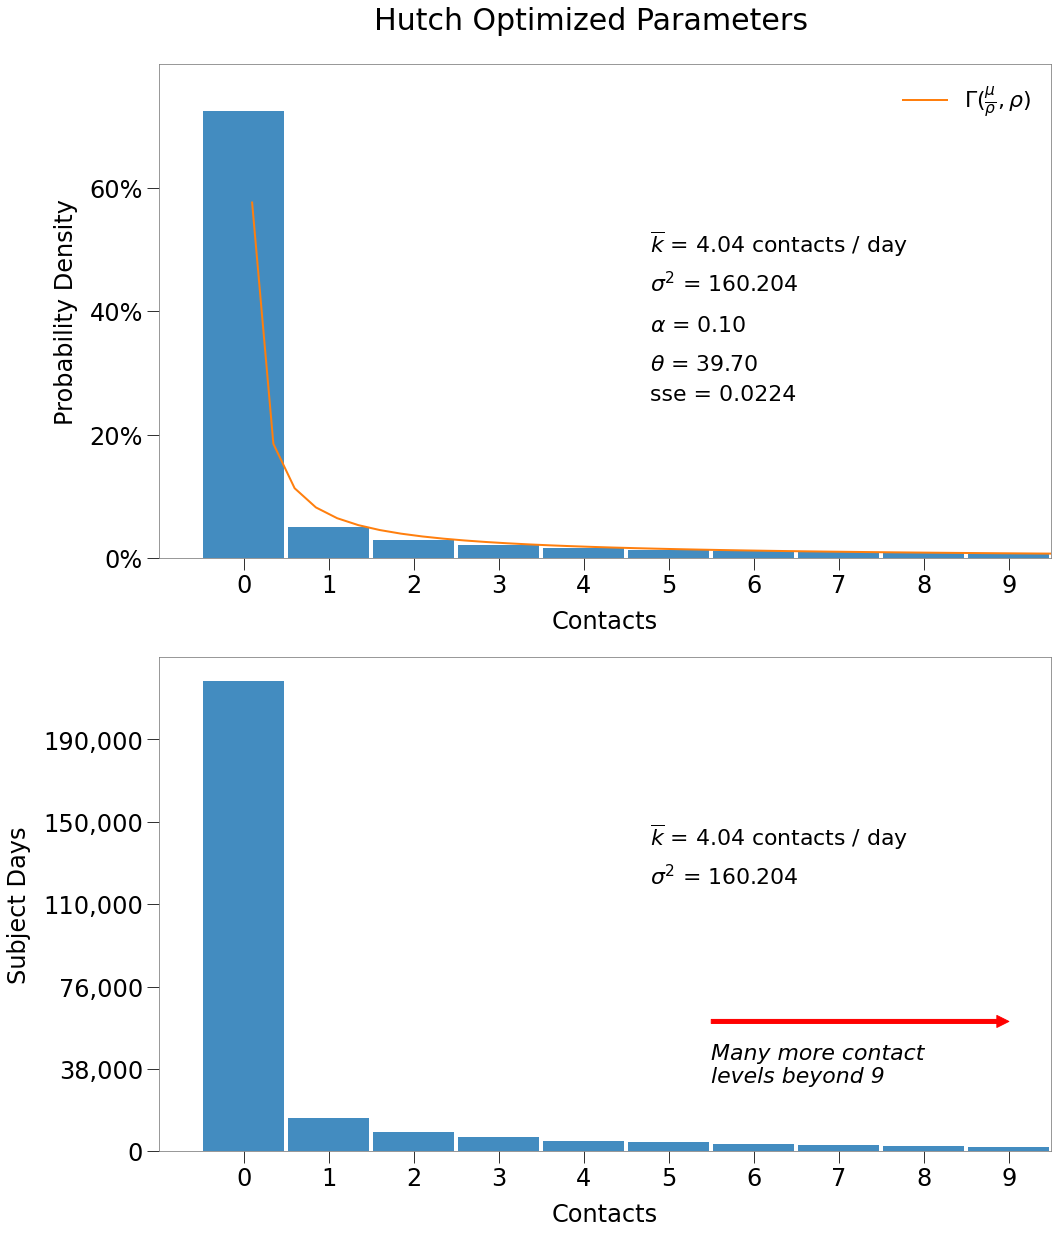 Hutch Optimized Parameters
Γ(μ/ρ, ρ)
Probability Density
60%
40%
20%
0%
k̅ = 4.04 contacts / day
σ² = 160.204
α = 0.10
θ = 39.70
sse = 0.0224
0 1 2 3 4 5 6 7 8 9
Contacts
Subject Days
190,000
150,000
110,000
76,000
38,000
0
k̅ = 4.04 contacts / day
σ² = 160.204
Many more contact
levels beyond 9
0 1 2 3 4 5 6 7 8 9
Contacts